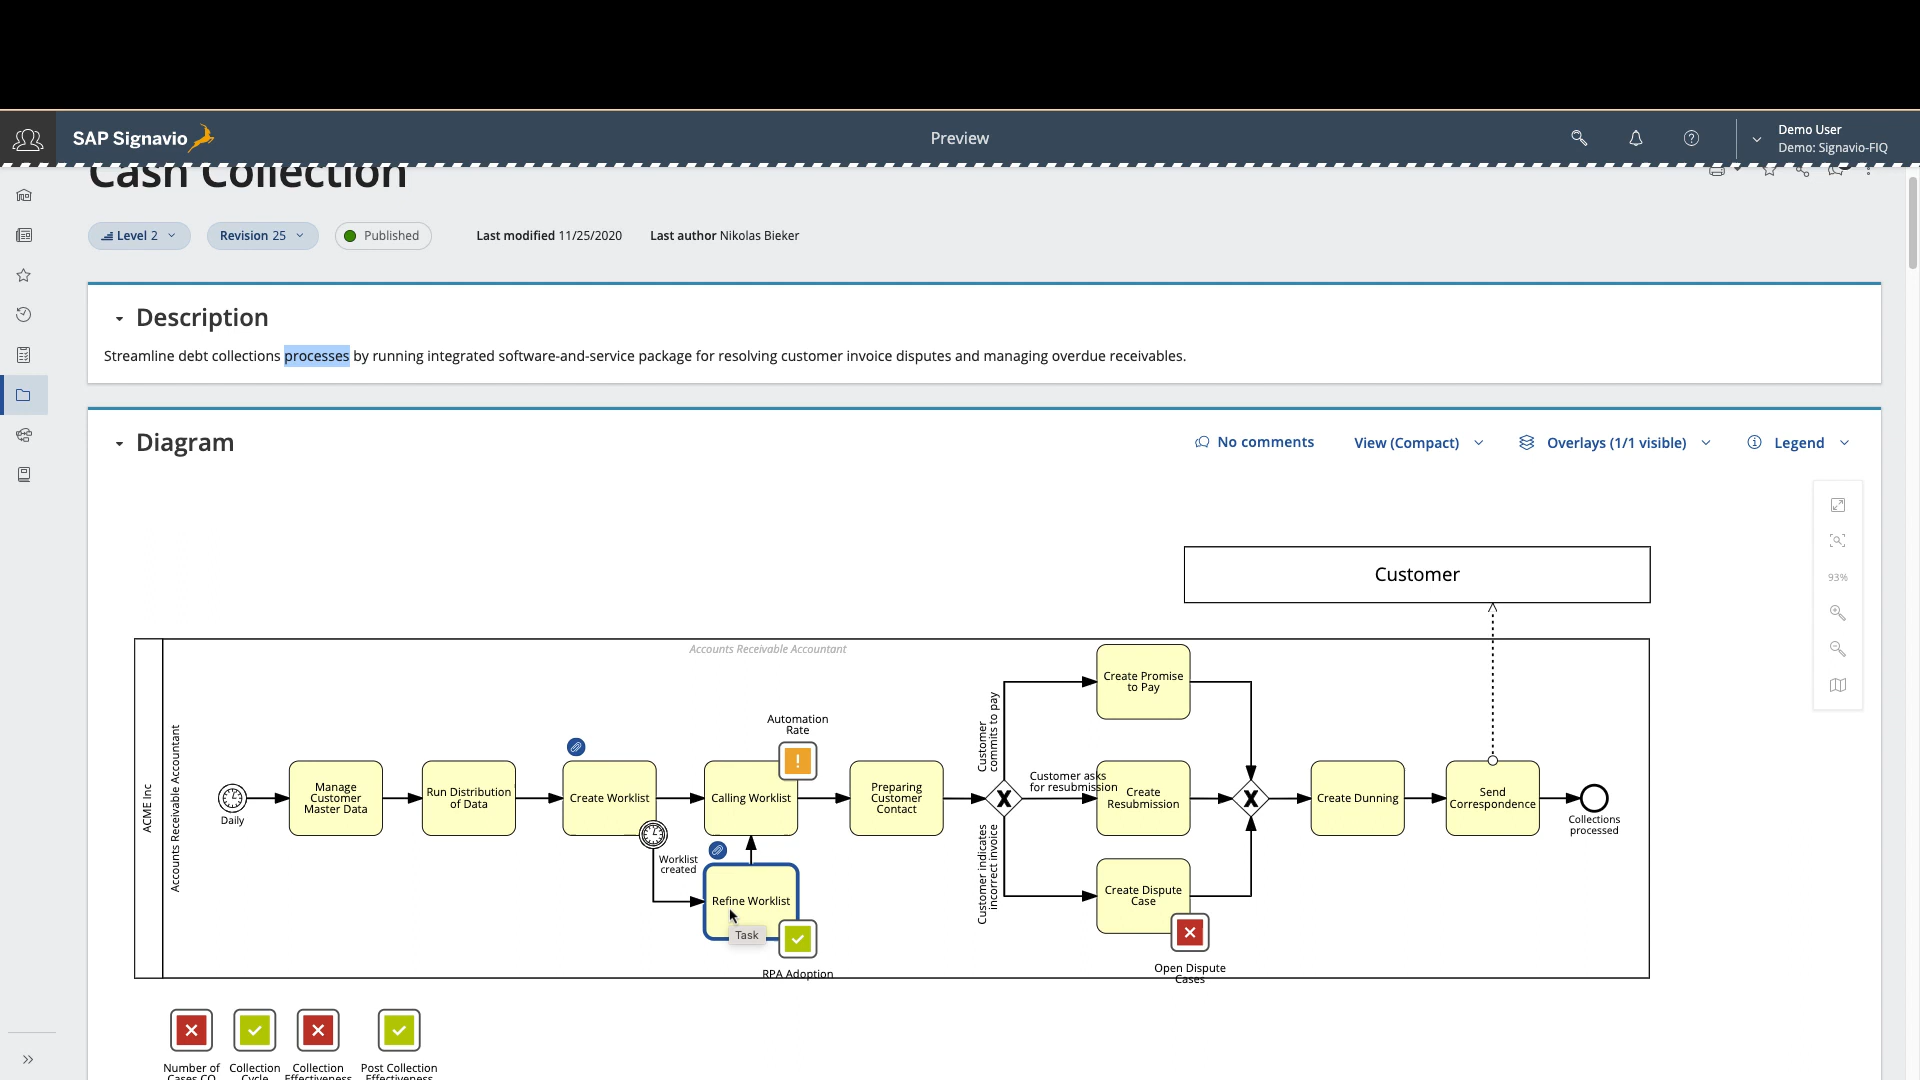 SAP Signavio
Preview
Demo User
Demo: Signavio-FIQ
Cash Collection
Level 2
Revision 25
Published
Last modified 11/25/2020
Last author Nikolas Bieker
Description
Streamline debt collections processes by running integrated software-and-service package for resolving customer invoice disputes and managing overdue receivables.
Diagram
No comments
View (Compact)
Overlays (1/1 visible)
Legend
93%
Customer
ACME Inc
Accounts Receivable Accountant
Accounts Receivable Accountant
Daily
Manage
Customer
Master Data
Run Distribution
of Data
Create Worklist
Worklist
created
Automation
Rate
!
Calling Worklist
Refine Worklist
Task
RPA Adoption
Preparing
Customer
Contact
X
Customer
commits to pay
Customer asks
for resubmission
Customer indicates
incorrect invoice
Create Promise
to Pay
Create
Resubmission
Create Dispute
Case
Open Dispute
Cases
X
Create Dunning
Send
Correspondence
Collections
processed
Number of
Cases CO
Collection
Cycle
Collection
Effectiveness
Post Collection
Effectiveness